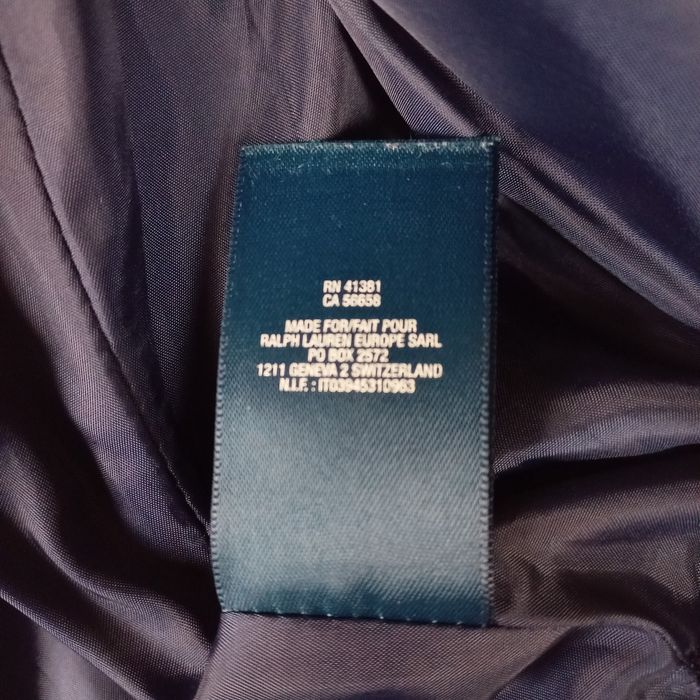 RN 41381
CA 56658
MADE FOR/FAIT POUR
RALPH LAUREN EUROPE SARL
PO BOX 2572
1211 GENEVA 2 SWITZERLAND
N.I.F. : IT03945310963